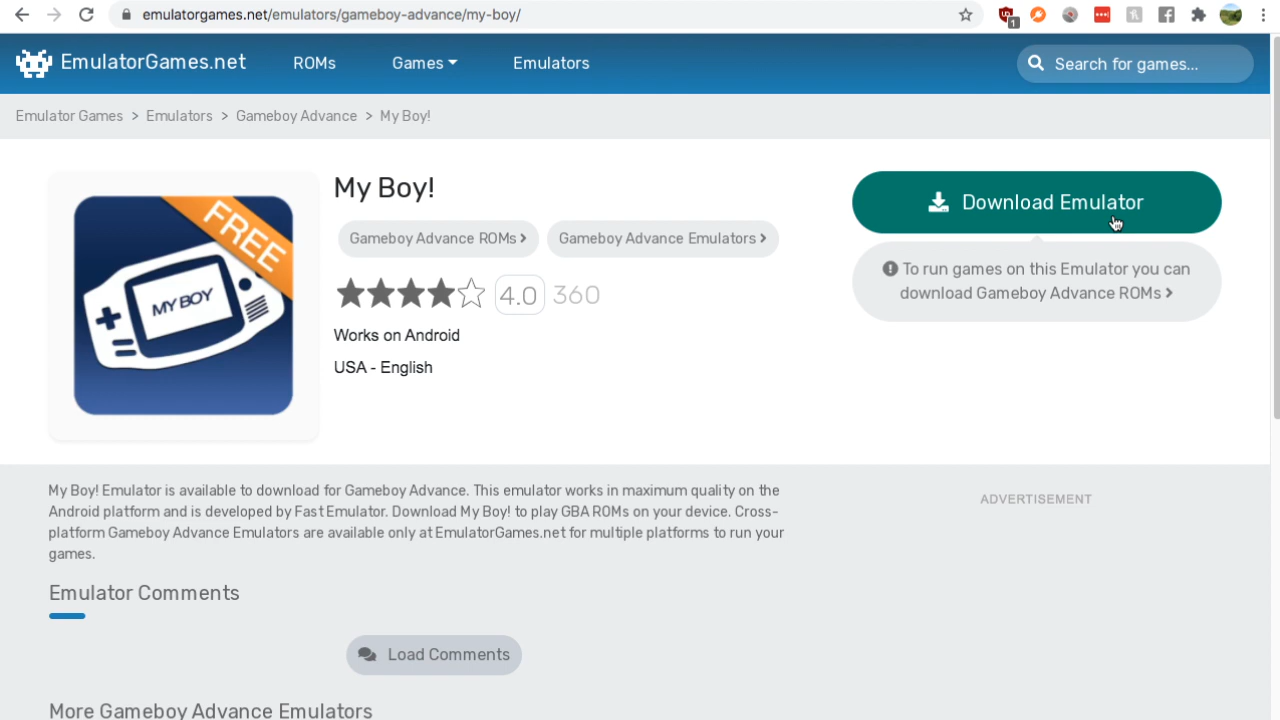 emulatorgames.net/emulators/gameboy-advance/my-boy/
1
EmulatorGames.net ROMs Games Emulators Search for games...
Emulator Games > Emulators > Gameboy Advance > My Boy!
FREE
MY BOY
My Boy!
Gameboy Advance ROMs > Gameboy Advance Emulators >
4.0 360
Works on Android
USA - English
Download Emulator
To run games on this Emulator you can
download Gameboy Advance ROMs >
My Boy! Emulator is available to download for Gameboy Advance. This emulator works in maximum quality on the
Android platform and is developed by Fast Emulator. Download My Boy! to play GBA ROMs on your device. Cross-
platform Gameboy Advance Emulators are available only at EmulatorGames.net for multiple platforms to run your
games.
ADVERTISEMENT
Emulator Comments
Load Comments
More Gameboy Advance Emulators